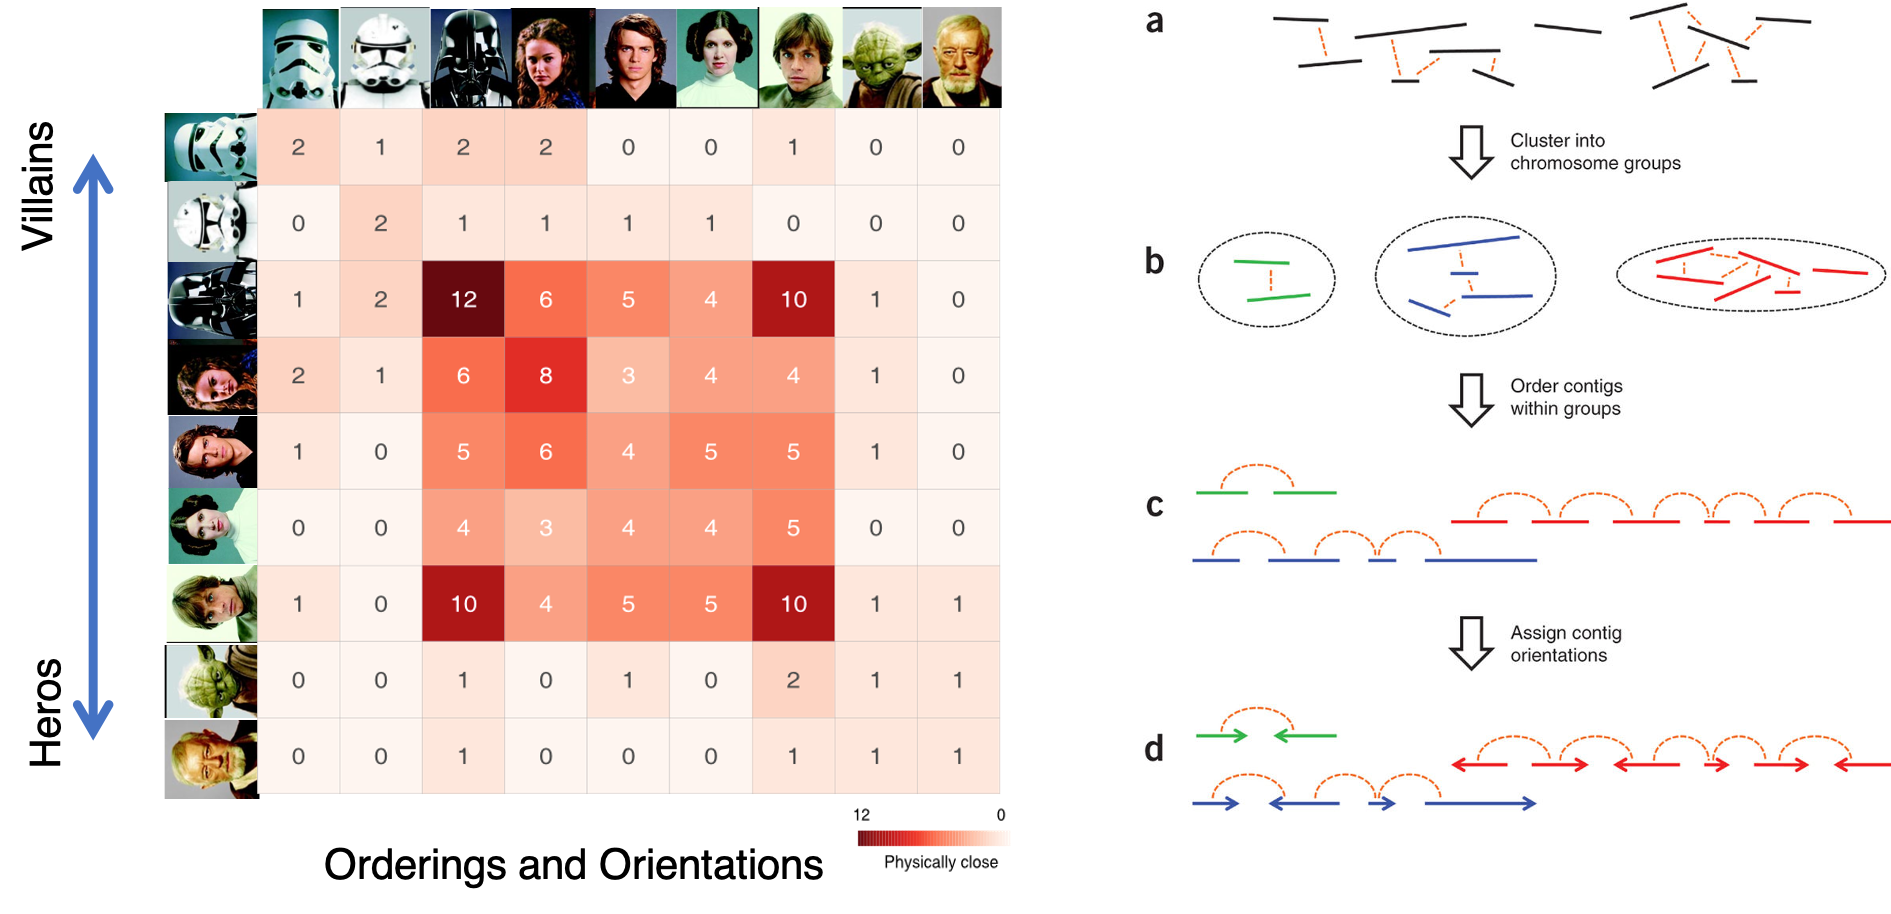 Villains
Heros
2 1 2 2 0 0 1 0 0
0 2 1 1 1 1 0 0 0
1 2 12 6 5 4 10 1 0
2 1 6 8 3 4 4 1 0
1 0 5 6 4 5 5 1 0
0 0 4 3 4 4 5 0 0
1 0 10 4 5 5 10 1 1
0 0 1 0 1 0 2 1 1
0 0 1 0 0 0 1 1 1
12 0
Physically close
Orderings and Orientations
a
Cluster into
chromosome groups
b
Order contigs
within groups
c
Assign contig
orientations
d